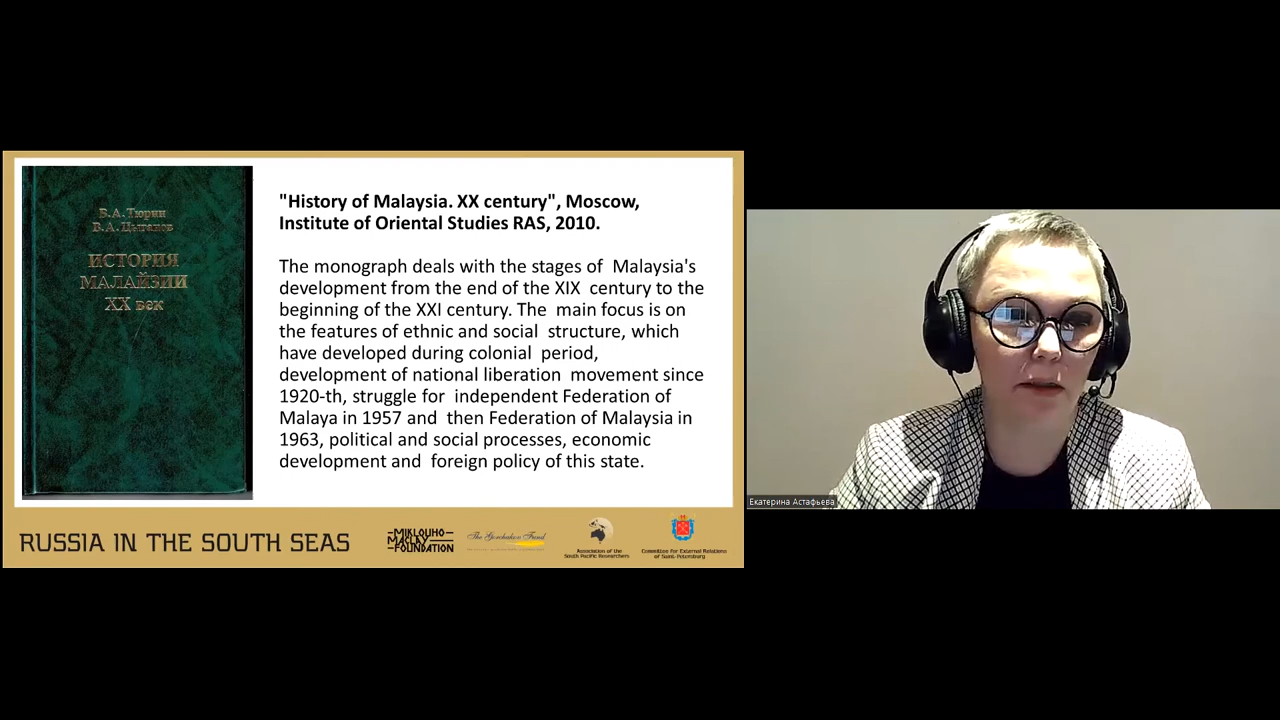 В.А. Тюрин
В.А. Цыганов
ИСТОРИЯ
МАЛАЙЗИИ
XX век
"History of Malaysia. XX century", Moscow,
Institute of Oriental Studies RAS, 2010.
The monograph deals with the stages of Malaysia's
development from the end of the XIX century to the
beginning of the XXI century. The main focus is on
the features of ethnic and social structure, which
have developed during colonial period,
development of national liberation movement since
1920-th, struggle for independent Federation of
Malaya in 1957 and then Federation of Malaysia in
1963, political and social processes, economic
development and foreign policy of this state.
RUSSIA IN THE SOUTH SEAS
MIKLOUHO
MACLAY
FOUNDATION
The Gorchakov Fund
Association of the
South Pacific Researchers
Committee for External Relations
of Saint-Petersburg
Екатерина Астафьева